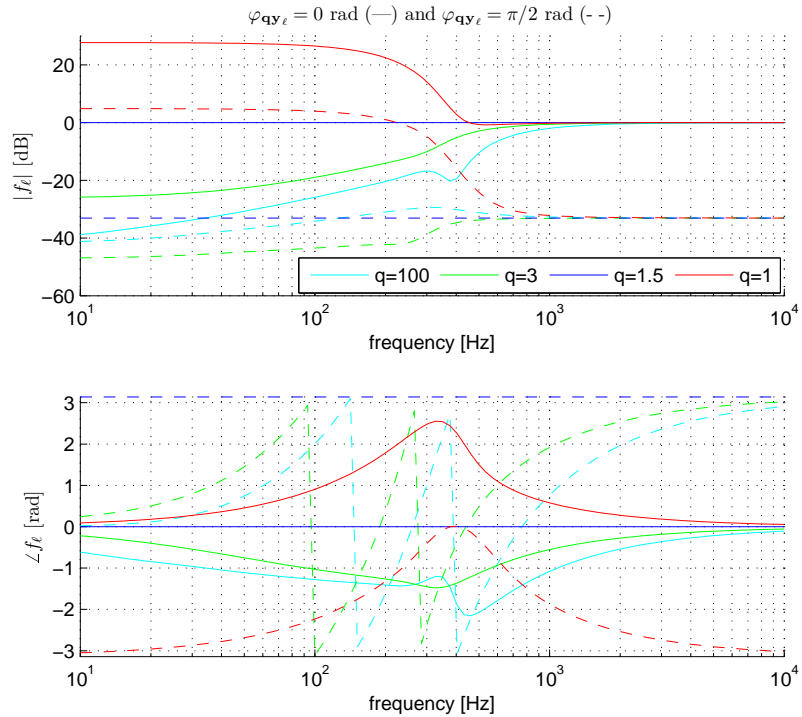 φqyℓ = 0 rad (—) and φqyℓ = π/2 rad (- -)
|fℓ| [dB]
20
0
−20
−40
−60
q=100 q=3 q=1.5 q=1
10^1 10^2 10^3 10^4
frequency [Hz]
∠fℓ [rad]
3
2
1
0
−1
−2
−3
10^1 10^2 10^3 10^4
frequency [Hz]